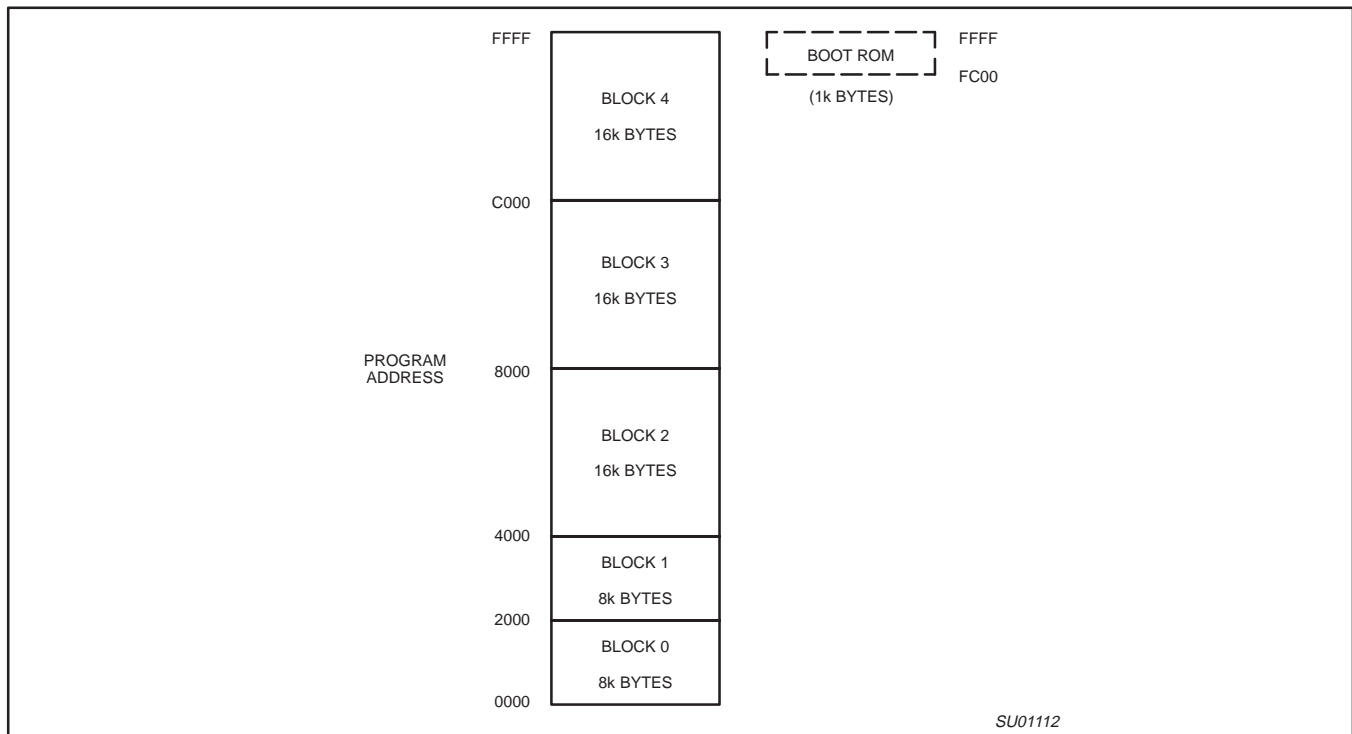 FFFF
BOOT ROM
FFFF
FC00
(1k BYTES)
BLOCK 4
16k BYTES
C000
BLOCK 3
16k BYTES
PROGRAM
ADDRESS
8000
BLOCK 2
16k BYTES
4000
BLOCK 1
8k BYTES
2000
BLOCK 0
8k BYTES
0000
SU01112